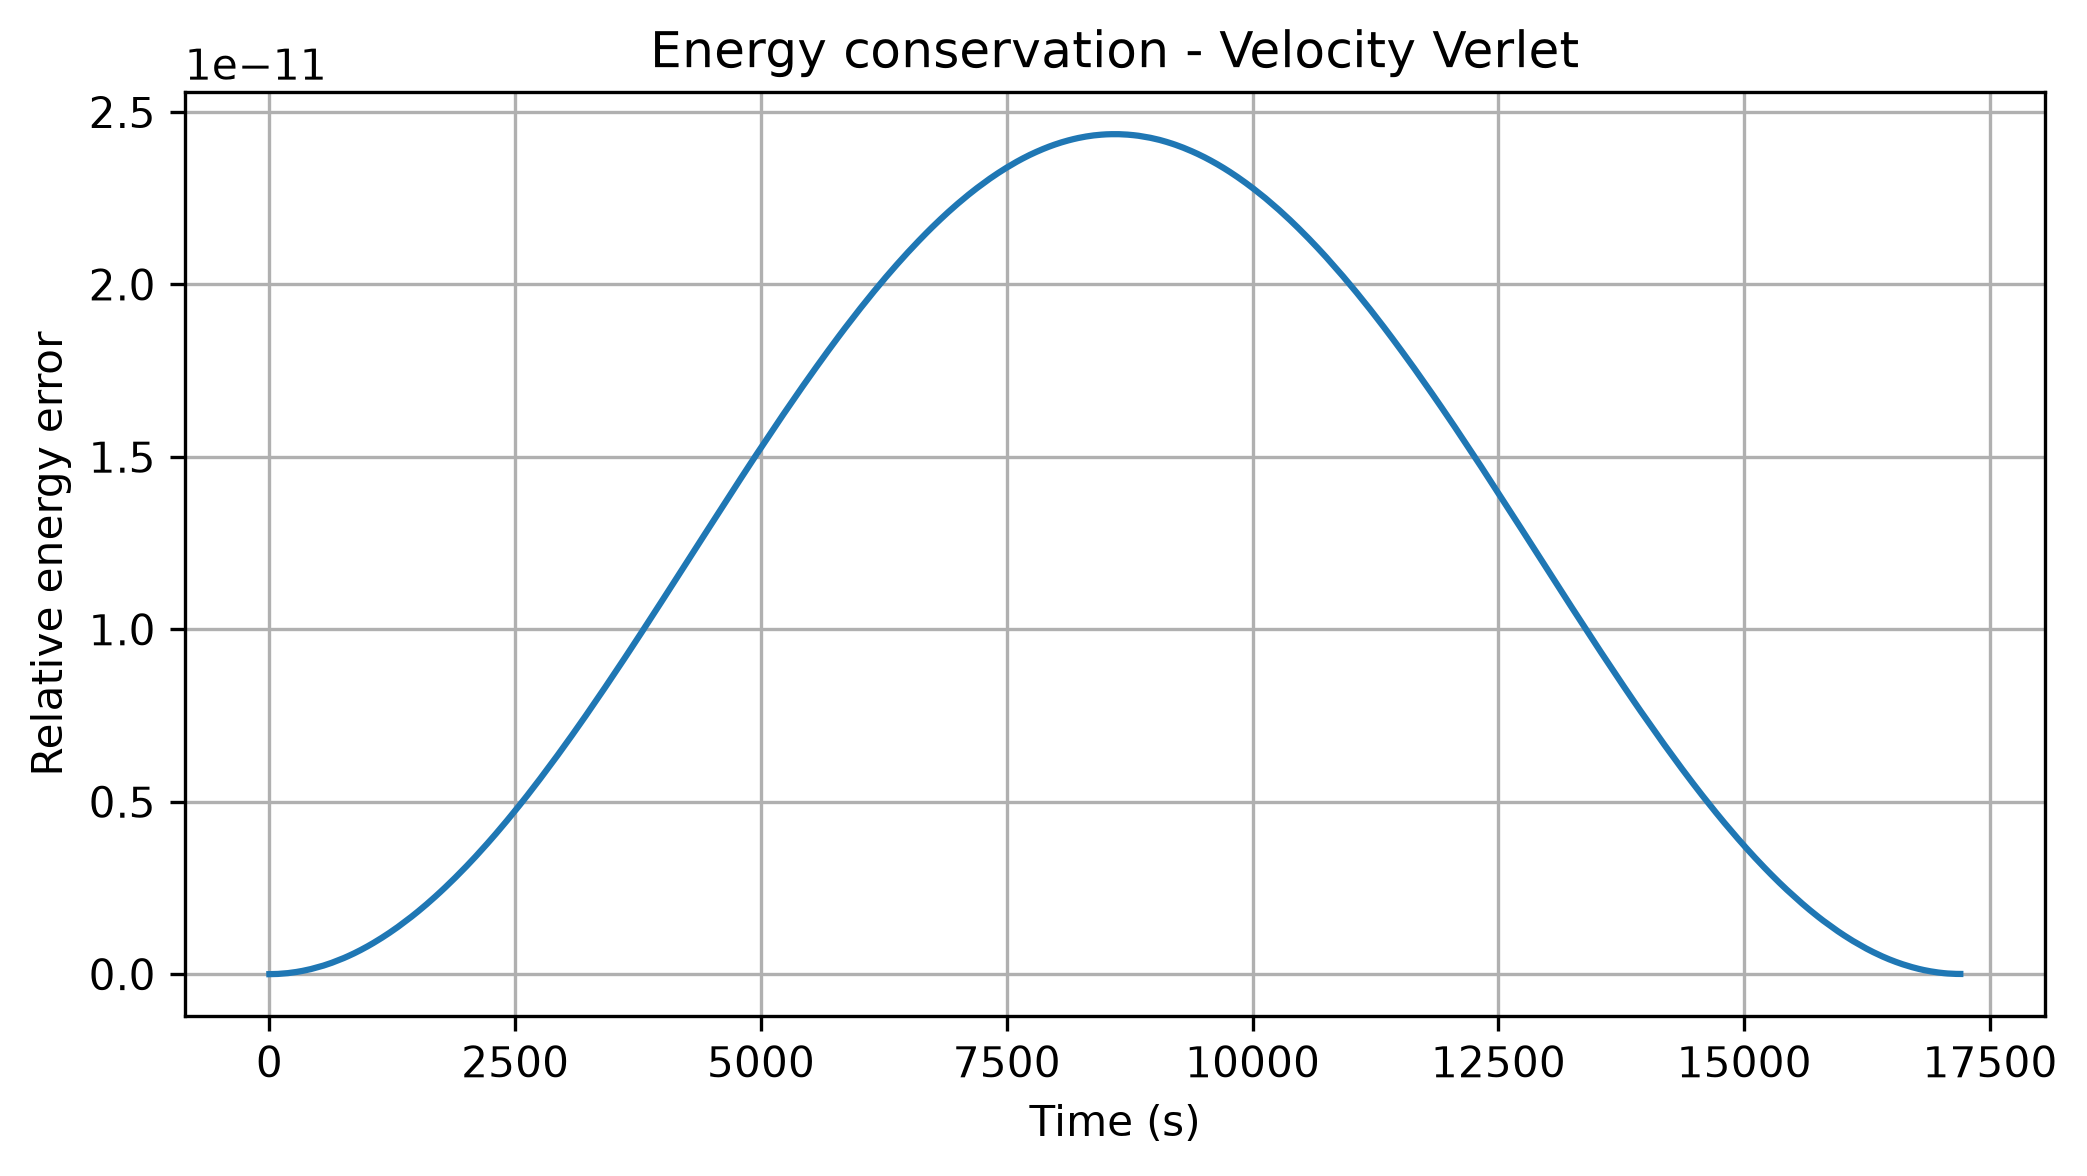 Energy conservation - Velocity Verlet
1e−11
2.5
2.0
1.5
1.0
0.5
0.0
Relative energy error
0 2500 5000 7500 10000 12500 15000 17500
Time (s)